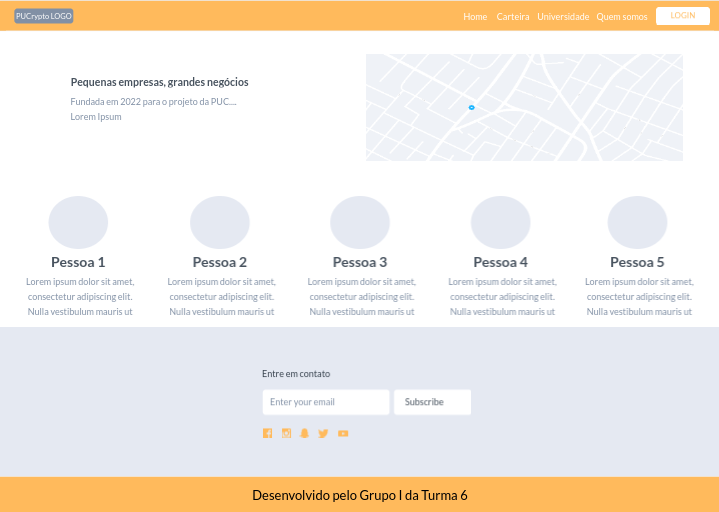 PUCrypto LOGO
Home Carteira Universidade Quem somos LOGIN
Pequenas empresas, grandes negócios
Fundada em 2022 para o projeto da PUC....
Lorem Ipsum
Pessoa 1
Lorem ipsum dolor sit amet,
consectetur adipiscing elit.
Nulla vestibulum mauris ut
Pessoa 2
Lorem ipsum dolor sit amet,
consectetur adipiscing elit.
Nulla vestibulum mauris ut
Pessoa 3
Lorem ipsum dolor sit amet,
consectetur adipiscing elit.
Nulla vestibulum mauris ut
Pessoa 4
Lorem ipsum dolor sit amet,
consectetur adipiscing elit.
Nulla vestibulum mauris ut
Pessoa 5
Lorem ipsum dolor sit amet,
consectetur adipiscing elit.
Nulla vestibulum mauris ut
Entre em contato
Enter your email
Subscribe
Desenvolvido pelo Grupo I da Turma 6